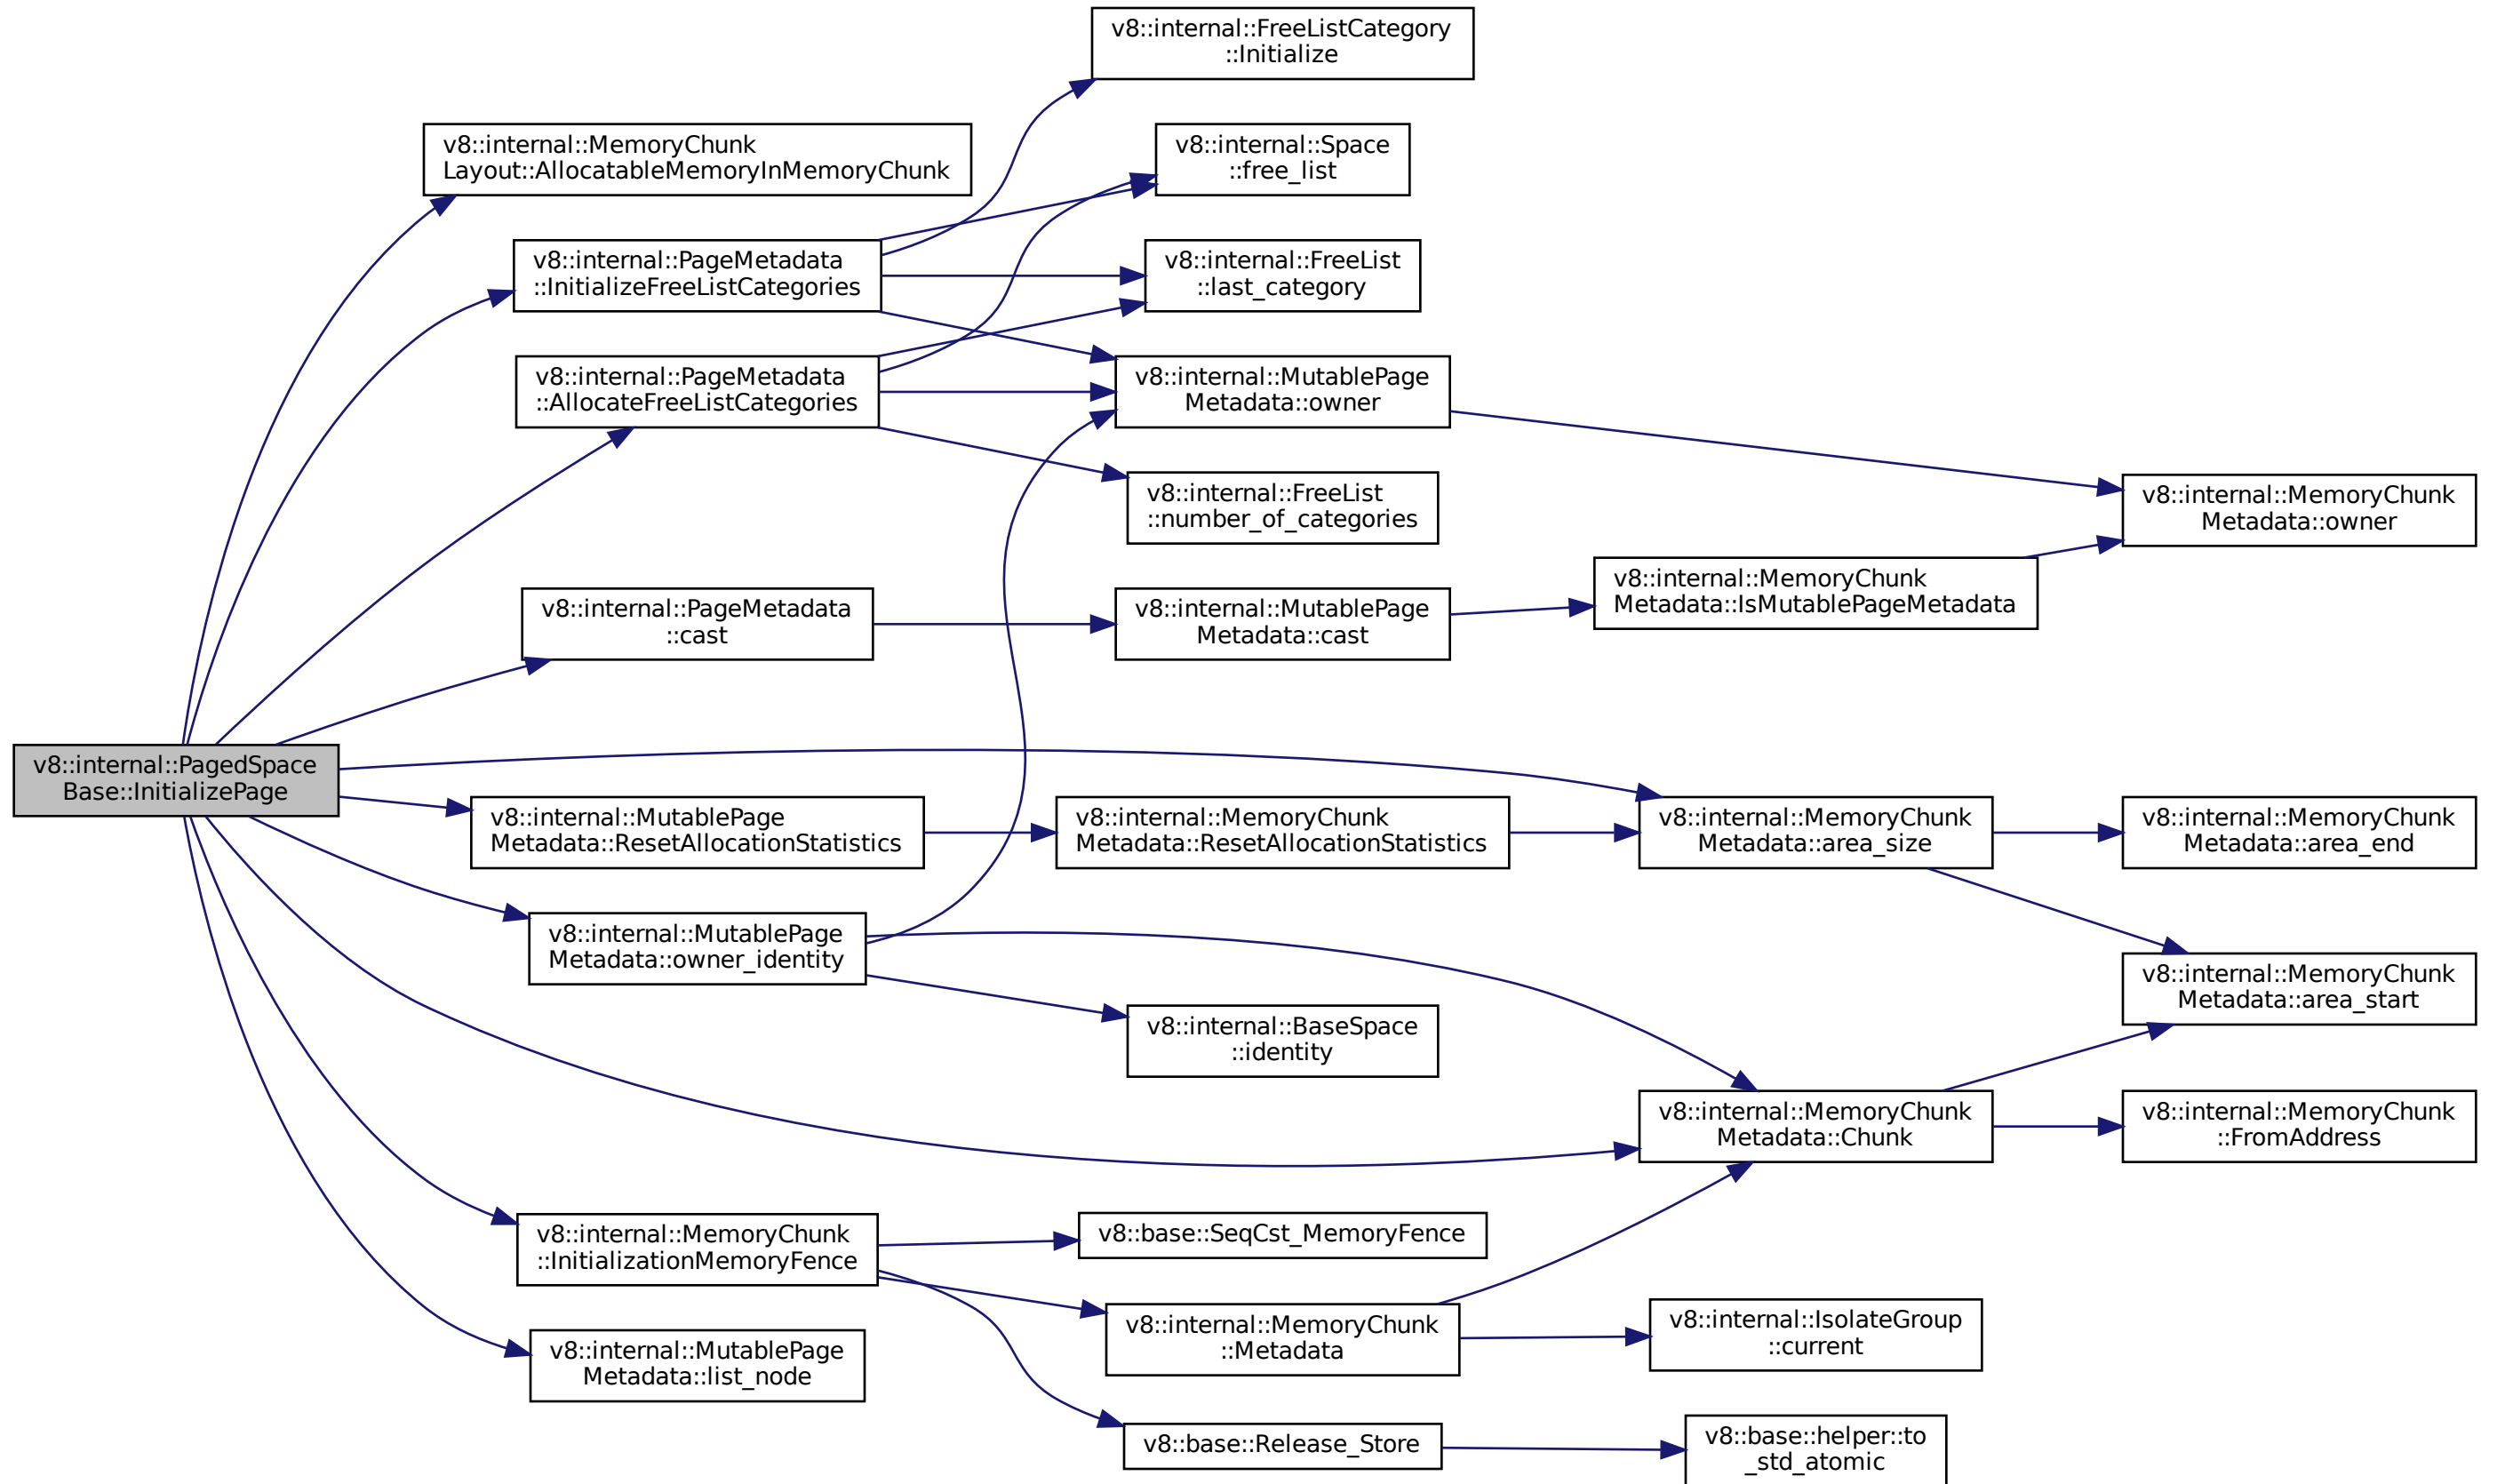 v8::internal::FreeListCategory
::Initialize
v8::internal::MemoryChunk
Layout::AllocatableMemoryInMemoryChunk
v8::internal::Space
::free_list
v8::internal::PageMetadata
::InitializeFreeListCategories
v8::internal::FreeList
::last_category
v8::internal::PageMetadata
::AllocateFreeListCategories
v8::internal::MutablePage
Metadata::owner
v8::internal::FreeList
::number_of_categories
v8::internal::MemoryChunk
Metadata::owner
v8::internal::PageMetadata
::cast
v8::internal::MutablePage
Metadata::cast
v8::internal::MemoryChunk
Metadata::IsMutablePageMetadata
v8::internal::PagedSpace
Base::InitializePage
v8::internal::MutablePage
Metadata::ResetAllocationStatistics
v8::internal::MemoryChunk
Metadata::ResetAllocationStatistics
v8::internal::MemoryChunk
Metadata::area_size
v8::internal::MemoryChunk
Metadata::area_end
v8::internal::MutablePage
Metadata::owner_identity
v8::internal::MemoryChunk
Metadata::area_start
v8::internal::BaseSpace
::identity
v8::internal::MemoryChunk
Metadata::Chunk
v8::internal::MemoryChunk
::FromAddress
v8::internal::MemoryChunk
::InitializationMemoryFence
v8::base::SeqCst_MemoryFence
v8::internal::MemoryChunk
::Metadata
v8::internal::IsolateGroup
::current
v8::internal::MutablePage
Metadata::list_node
v8::base::Release_Store
v8::base::helper::to
_std_atomic